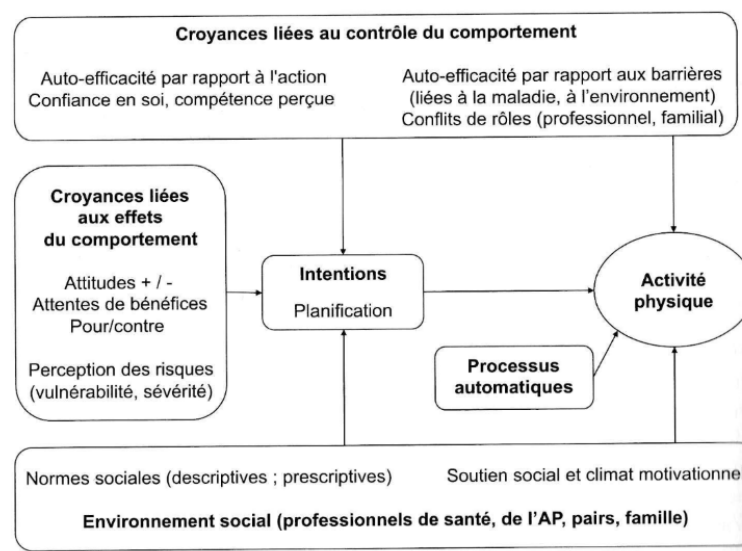 Croyances liées au contrôle du comportement
Auto-efficacité par rapport à l'action
Confiance en soi, compétence perçue
Auto-efficacité par rapport aux barrières
(liées à la maladie, à l'environnement)
Conflits de rôles (professionnel, familial)
Croyances liées
aux effets
du comportement
Attitudes + / -
Attentes de bénéfices
Pour/contre
Perception des risques
(vulnérabilité, sévérité)
Intentions
Planification
Activité
physique
Processus
automatiques
Normes sociales (descriptives ; prescriptives)
Soutien social et climat motivationne
Environnement social (professionnels de santé, de l'AP, pairs, famille)